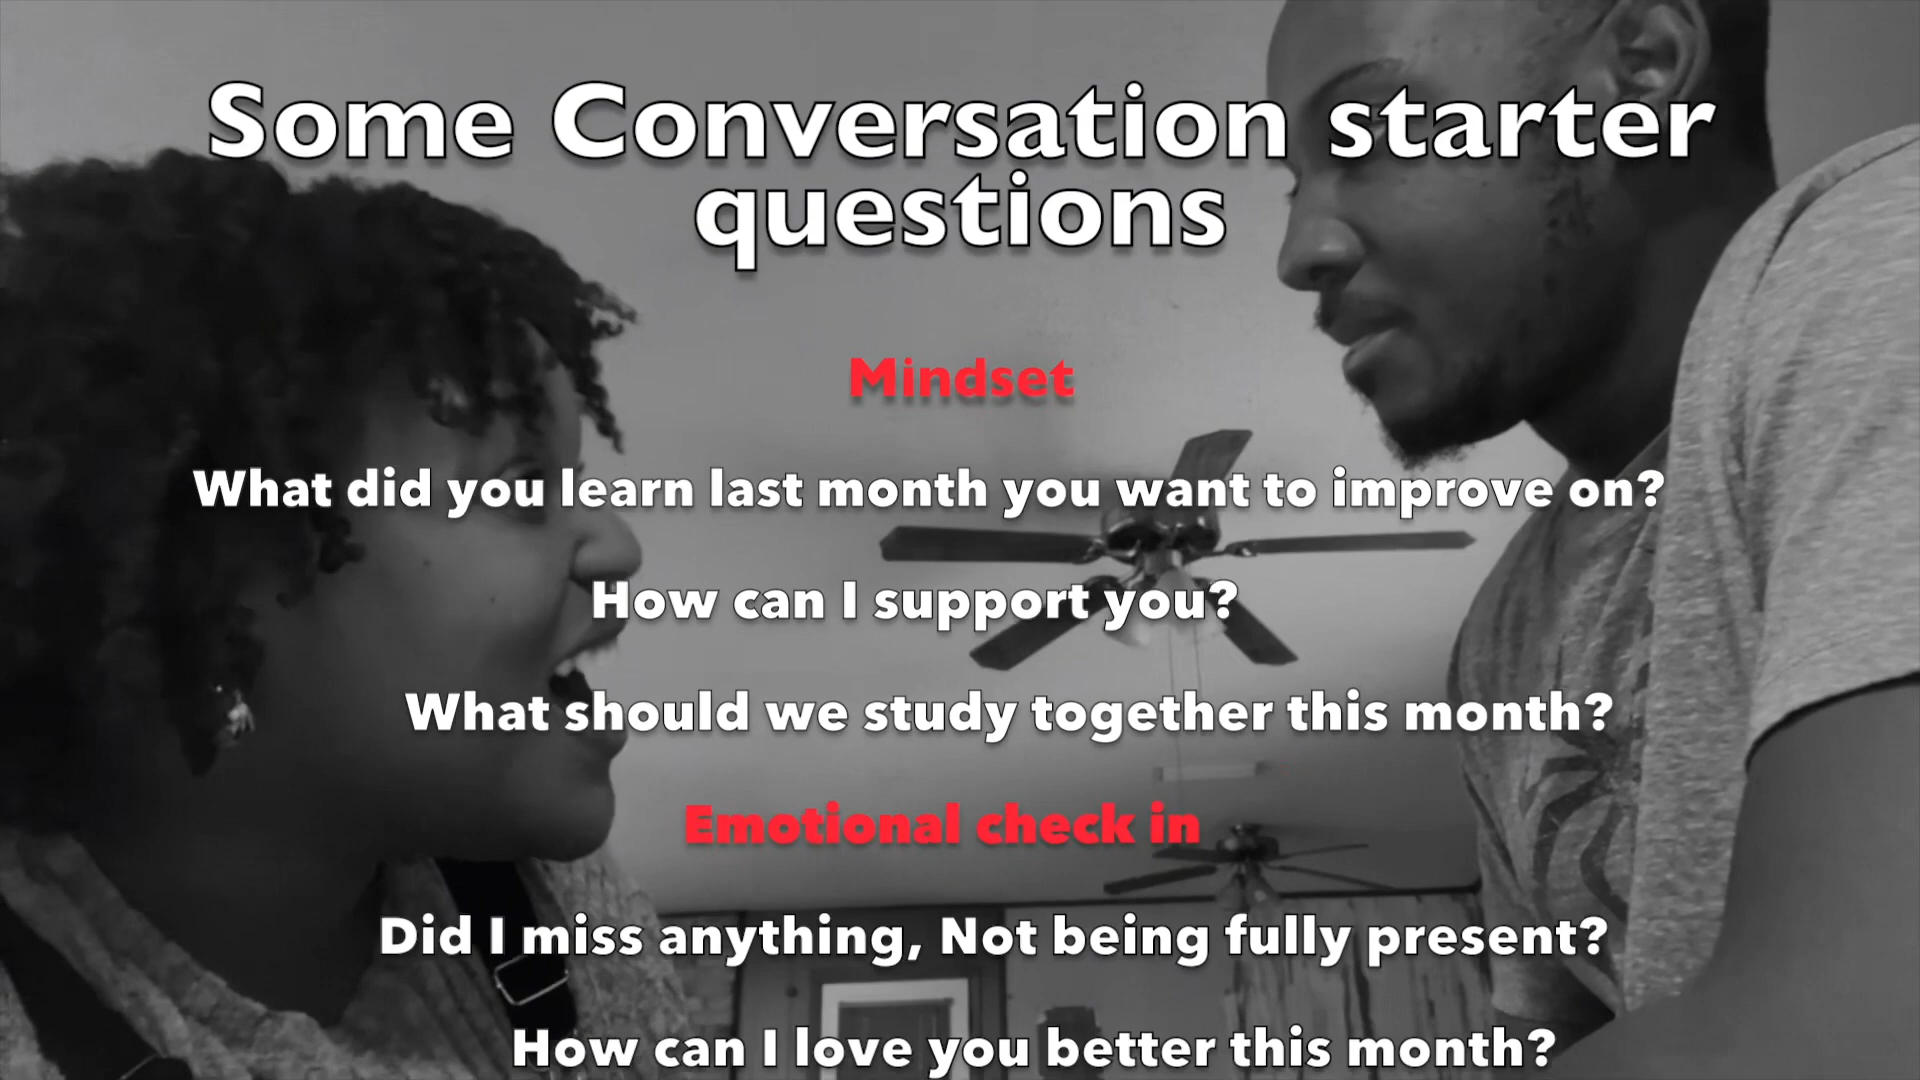 Some Conversation starter
questions
Mindset
What did you learn last month you want to improve on?
How can I support you?
What should we study together this month?
Emotional check in
Did I miss anything, Not being fully present?
How can I love you better this month?